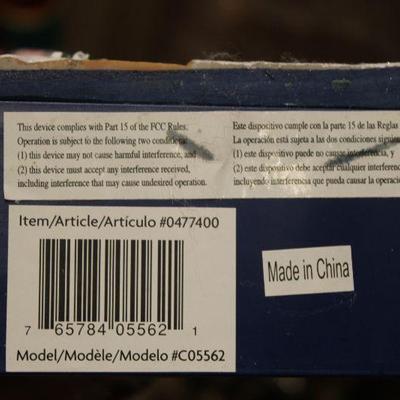 This device complies with Part 15 of the FCC Rules.
Operation is subject to the following two conditions:
(1) this device may not cause harmful interference, and
(2) this device must accept any interference received,
including interference that may cause undesired operation.
Este dispositivo cumple con la parte 15 de las Reglas
La operación está sujeta a las dos condiciones
(1) este dispositivo puede no causar interferencia, y
(2) este dispositivo debe aceptar cualquier
incluyendo interferencia que pueda causar la
Item/Article/Artículo #0477400
7 65784 05562 1
Model/Modèle/Modelo #C05562
Made in China